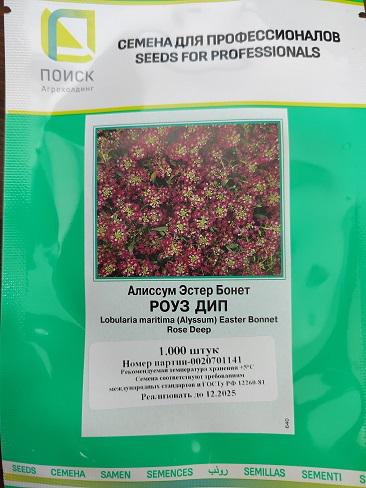 СЕМЕНА ДЛЯ ПРОФЕССИОНАЛОВ
SEEDS FOR PROFESSIONALS
ПОИСК
Агрохолдинг
Алиссум Эстер Бонет
РОУЗ ДИП
Lobularia maritima (Alyssum) Easter Bonnet
Rose Deep
1.000 штук
Номер партии-0020701141
Рекомендуемая температура хранения +5°С
Семена соответствуют требованиям
международных стандартов и ГОСТу РФ 12260-81
Реализовать до 12.2025
640
SEEDS СЕМЕНА SAMEN SEMENCES بذور SEMILLAS SEMENTI S